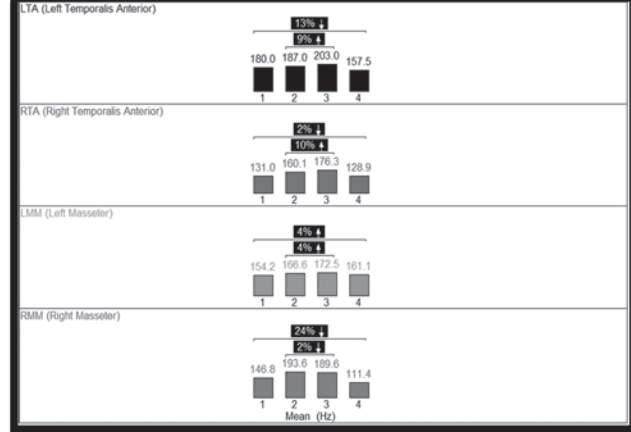 LTA (Left Temporalis Anterior)
13% ↓
9% ↑
180.0 187.0 203.0 157.5
1 2 3 4
RTA (Right Temporalis Anterior)
2% ↓
10% ↑
131.0 160.1 176.3 128.9
1 2 3 4
LMM (Left Masseter)
4% ↑
4% ↑
154.2 166.6 172.5 161.1
1 2 3 4
RMM (Right Masseter)
24% ↓
2% ↓
146.8 193.6 189.6 111.4
1 2 3 4
Mean (Hz)